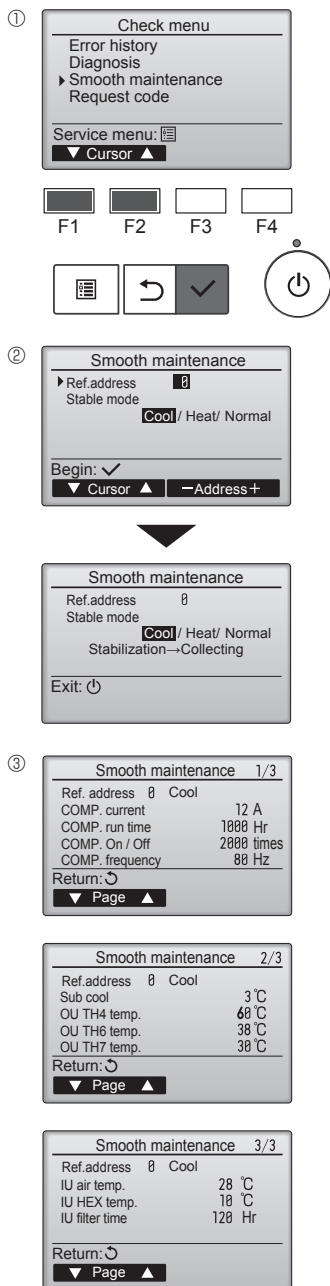 ①
Check menu
Error history
Diagnosis
Smooth maintenance
Request code
Service menu:
▼ Cursor ▲
F1 F2 F3 F4
②
Smooth maintenance
Ref.address 0
Stable mode
Cool / Heat/ Normal
Begin: ✓
▼ Cursor ▲ −Address+
Smooth maintenance
Ref.address 0
Stable mode
Cool / Heat/ Normal
Stabilization→Collecting
Exit:
③
Smooth maintenance 1/3
Ref. address 0 Cool
COMP. current 12 A
COMP. run time 1000 Hr
COMP. On / Off 2000 times
COMP. frequency 80 Hz
Return:
▼ Page ▲
Smooth maintenance 2/3
Ref.address 0 Cool
Sub cool 3℃
OU TH4 temp. 60℃
OU TH6 temp. 38℃
OU TH7 temp. 30℃
Return:
▼ Page ▲
Smooth maintenance 3/3
Ref.address 0 Cool
IU air temp. 28 ℃
IU HEX temp. 10 ℃
IU filter time 120 Hr
Return:
▼ Page ▲